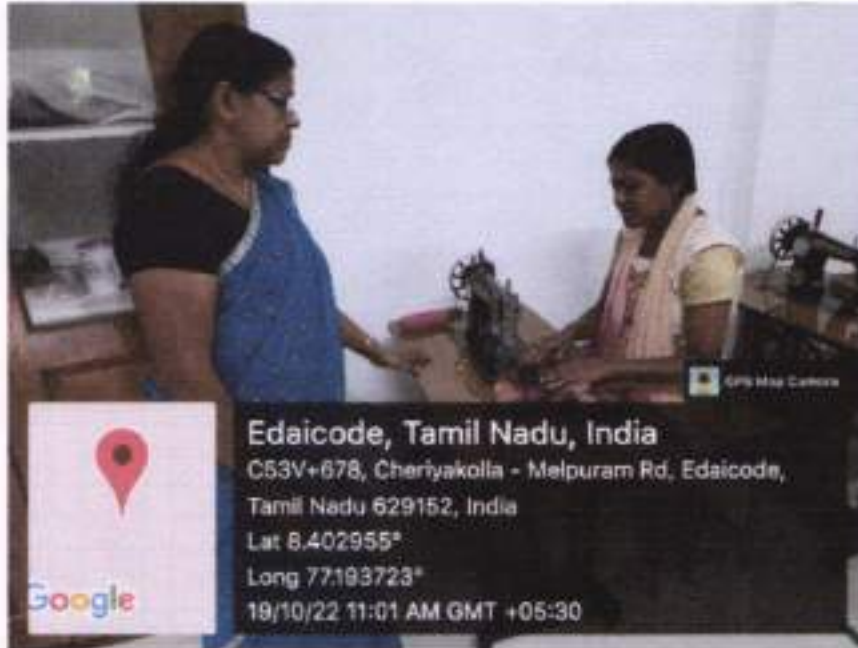 GPS Map Camera
Edaicode, Tamil Nadu, India
C53V+678, Cheriyakolla - Melpuram Rd, Edaicode,
Tamil Nadu 629152, India
Lat 8.402955°
Long 77.193723°
19/10/22 11:01 AM GMT +05:30
Google